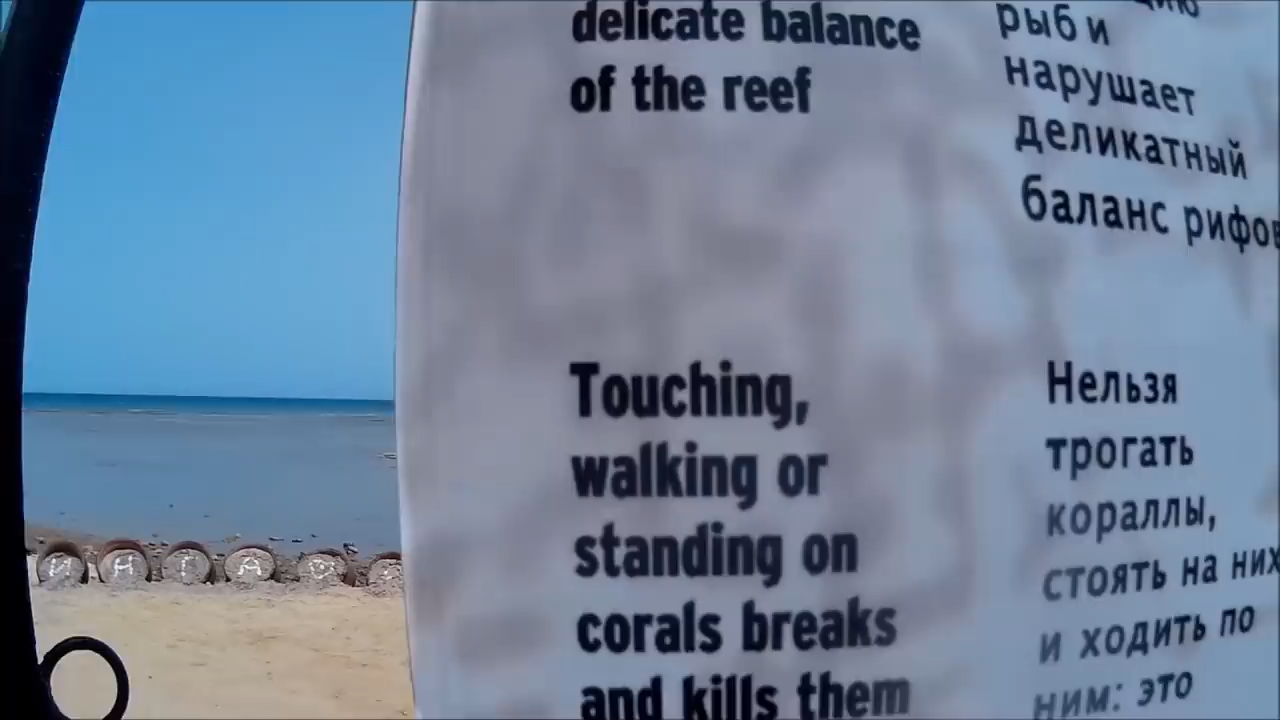 delicate balance
of the reef
Touching,
walking or
standing on
corals breaks
and kills them
рыб и
нарушает
деликатный
баланс рифов
Нельзя
трогать
кораллы,
стоять на них
и ходить по
ним: это
И Н Т А